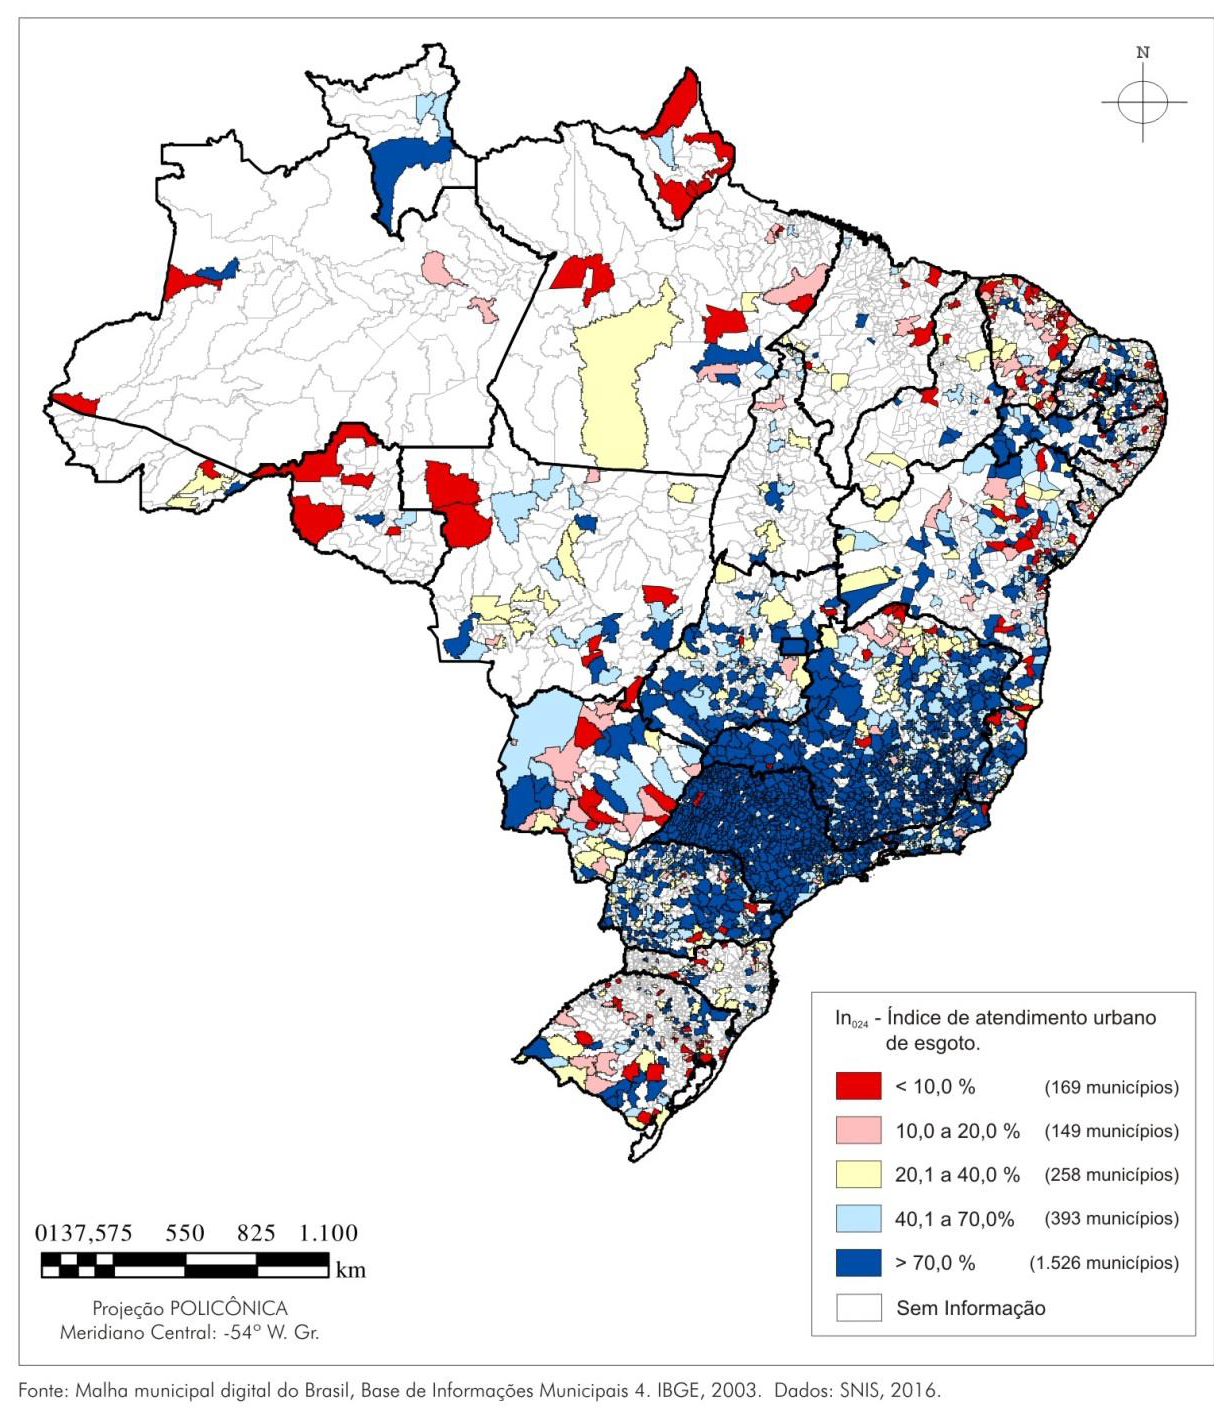 N
In024 - Índice de atendimento urbano
de esgoto.
< 10,0 % (169 municípios)
10,0 a 20,0 % (149 municípios)
20,1 a 40,0 % (258 municípios)
40,1 a 70,0% (393 municípios)
> 70,0 % (1.526 municípios)
Sem Informação
0137,575 550 825 1.100
km
Projeção POLICÔNICA
Meridiano Central: -54º W. Gr.
Fonte: Malha municipal digital do Brasil, Base de Informações Municipais 4. IBGE, 2003. Dados: SNIS, 2016.